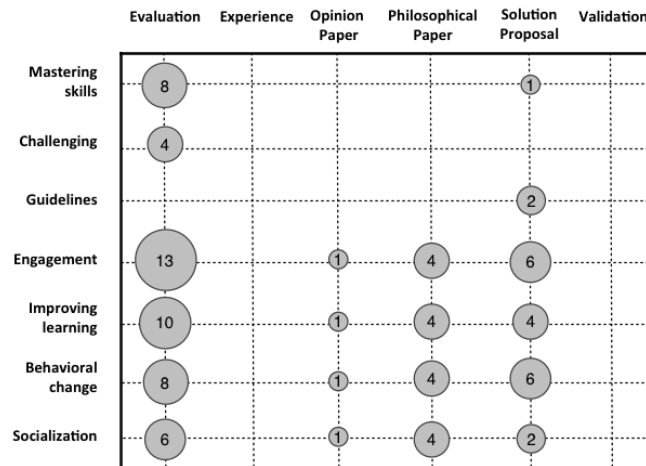 Evaluation Experience Opinion Paper Philosophical Paper Solution Proposal Validation
Mastering skills 8 1
Challenging 4
Guidelines 2
Engagement 13 1 4 6
Improving learning 10 1 4 4
Behavioral change 8 1 4 6
Socialization 6 1 4 2